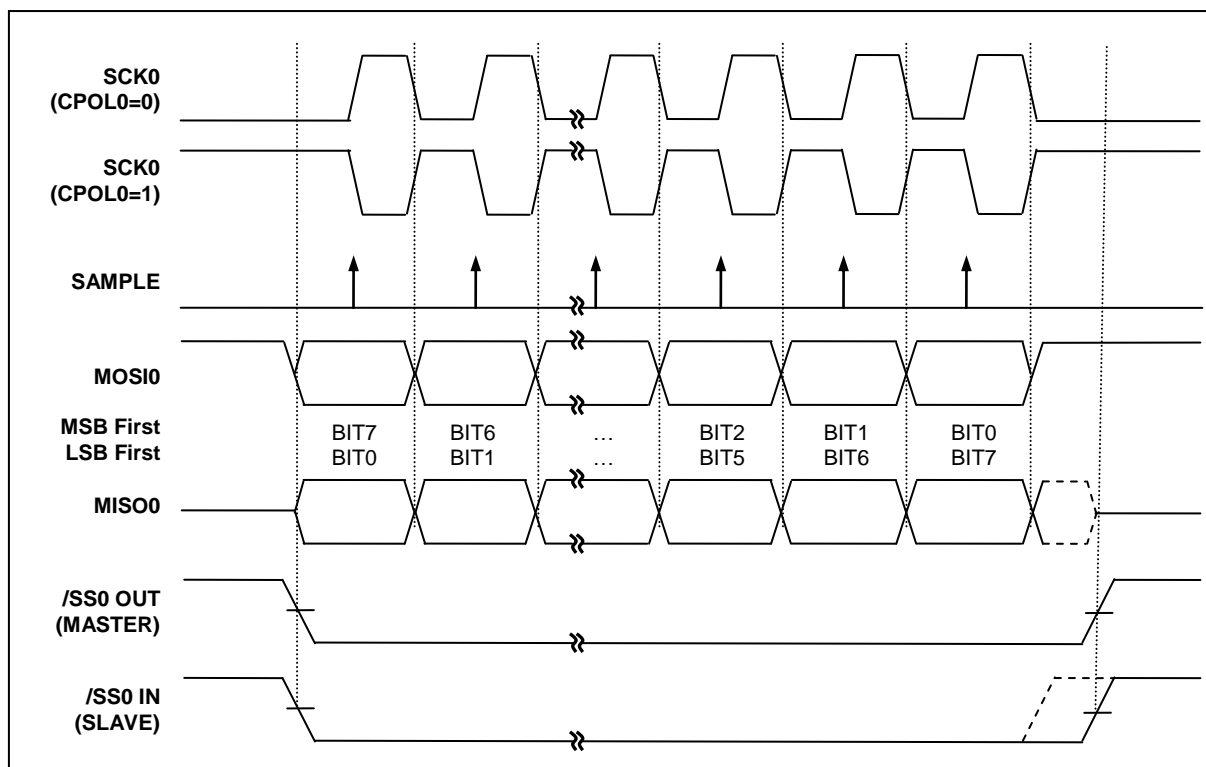 SCK0
(CPOL0=0)
SCK0
(CPOL0=1)
SAMPLE
MOSI0
MSB First
LSB First
BIT7 BIT6 … BIT2 BIT1 BIT0
BIT0 BIT1 … BIT5 BIT6 BIT7
MISO0
/SS0 OUT
(MASTER)
/SS0 IN
(SLAVE)